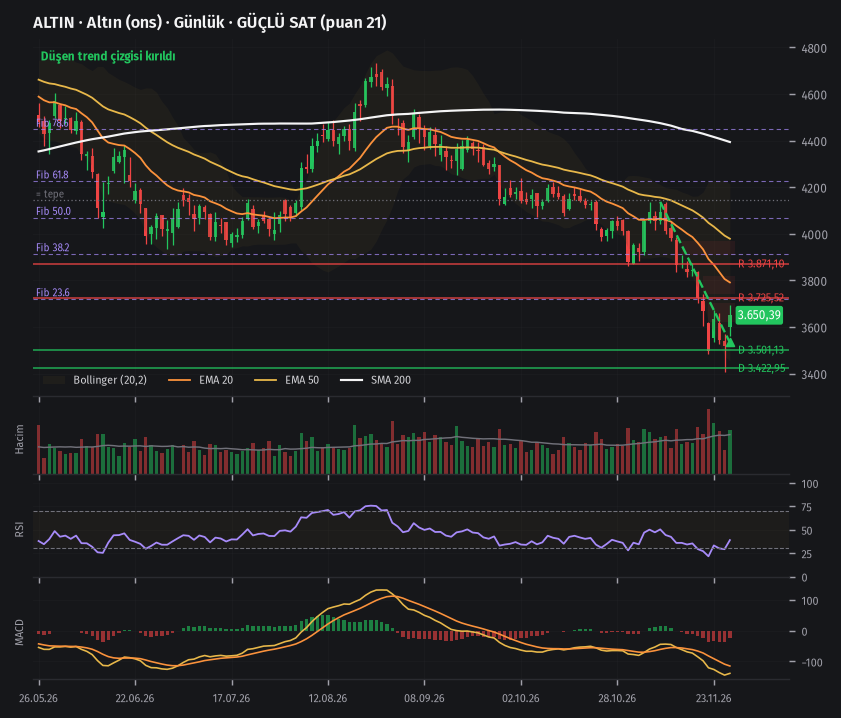 ALTIN · Altın (ons) · Günlük · GÜÇLÜ SAT (puan 21)
Düşen trend çizgisi kırıldı
4800
4600
Fib 78.6
4400
Fib 61.8
4200
= tepe
Fib 50.0
4000
Fib 38.2
R 3.871,10
3800
Fib 23.6
R 3.725,52
3.650,39
3600
D 3.501,13
D 3.422,95
3400
Bollinger (20,2) EMA 20 EMA 50 SMA 200
Hacim
100
75
RSI
50
25
0
100
MACD
0
−100
26.05.26 22.06.26 17.07.26 12.08.26 08.09.26 02.10.26 28.10.26 23.11.26